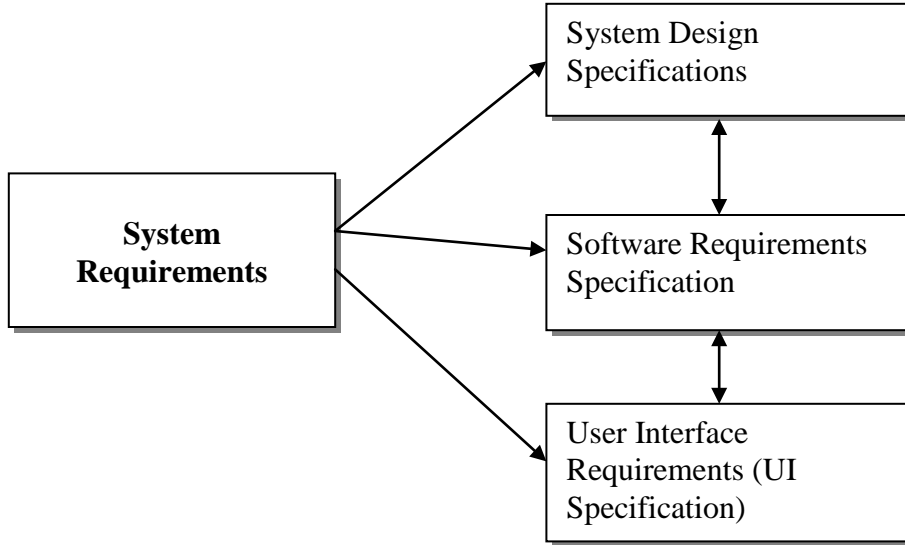 System Design
Specifications
System
Requirements
Software Requirements
Specification
User Interface
Requirements (UI
Specification)